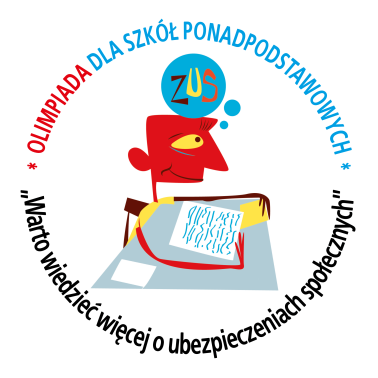 * OLIMPIADA DLA SZKÓŁ PONADPODSTAWOWYCH *
ZUS
„Warto wiedzieć więcej o ubezpieczeniach społecznych"